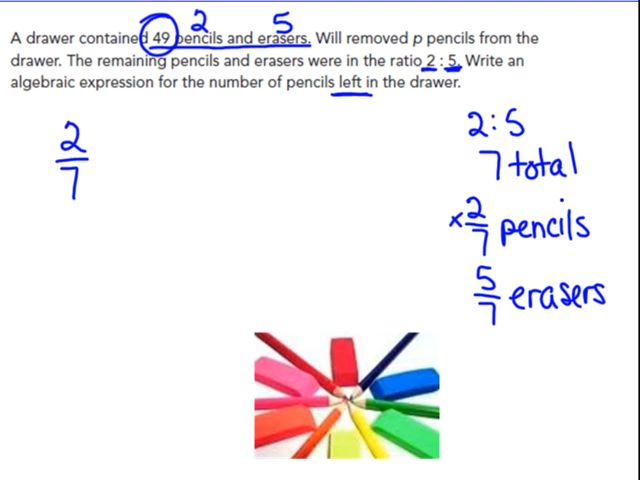 2 5
A drawer contained 49 pencils and erasers. Will removed p pencils from the
drawer. The remaining pencils and erasers were in the ratio 2 : 5. Write an
algebraic expression for the number of pencils left in the drawer.
2
7
2:5
7 total
×2/7 pencils
5/7 erasers